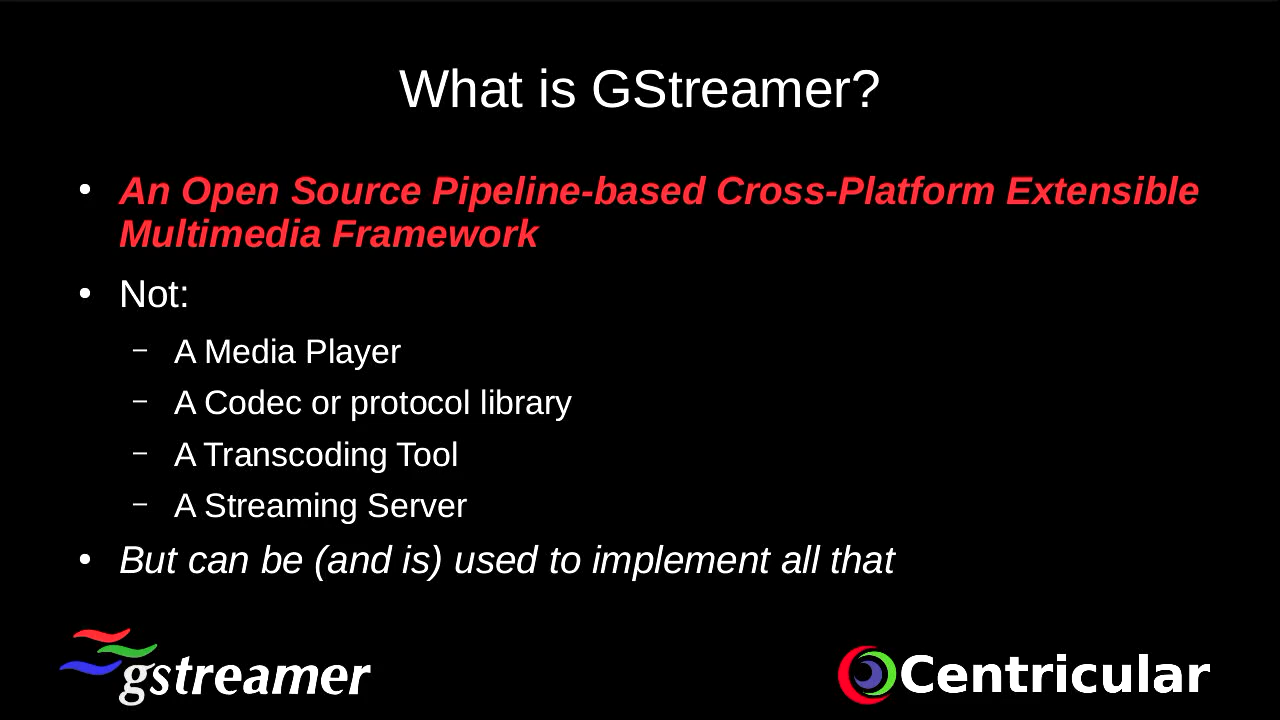 What is GStreamer?
• An Open Source Pipeline-based Cross-Platform Extensible
Multimedia Framework
• Not:
– A Media Player
– A Codec or protocol library
– A Transcoding Tool
– A Streaming Server
• But can be (and is) used to implement all that
gstreamer
Centricular